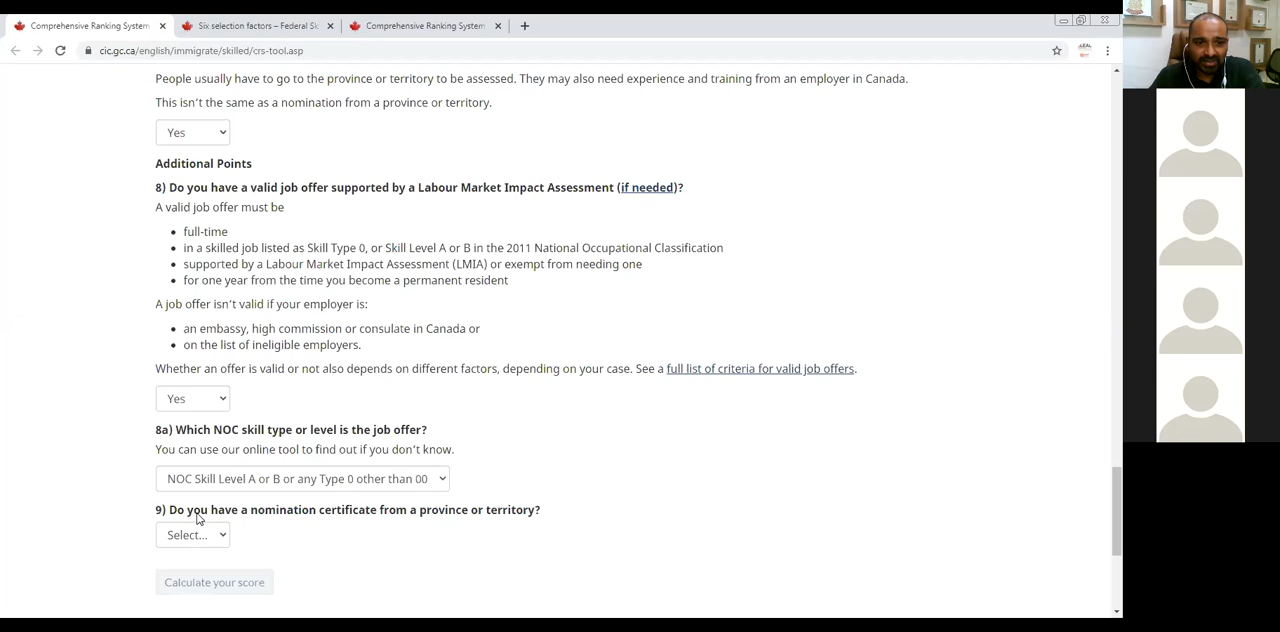 Comprehensive Ranking System
Six selection factors – Federal Sk
Comprehensive Ranking System
cic.gc.ca/english/immigrate/skilled/crs-tool.asp
People usually have to go to the province or territory to be assessed. They may also need experience and training from an employer in Canada.
This isn't the same as a nomination from a province or territory.
Yes
Additional Points
8) Do you have a valid job offer supported by a Labour Market Impact Assessment (if needed)?
A valid job offer must be
• full-time
• in a skilled job listed as Skill Type 0, or Skill Level A or B in the 2011 National Occupational Classification
• supported by a Labour Market Impact Assessment (LMIA) or exempt from needing one
• for one year from the time you become a permanent resident
A job offer isn't valid if your employer is:
• an embassy, high commission or consulate in Canada or
• on the list of ineligible employers.
Whether an offer is valid or not also depends on different factors, depending on your case. See a full list of criteria for valid job offers.
Yes
8a) Which NOC skill type or level is the job offer?
You can use our online tool to find out if you don't know.
NOC Skill Level A or B or any Type 0 other than 00
9) Do you have a nomination certificate from a province or territory?
Select...
Calculate your score